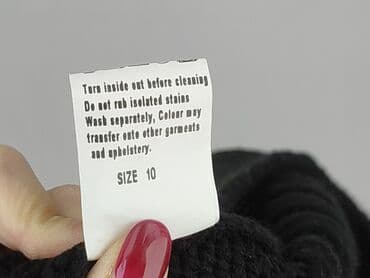 Turn inside out before cleaning
Do not rub isolated stains
Wash separately, Colour may
transfer onto other garments
and upholstery.
SIZE 10